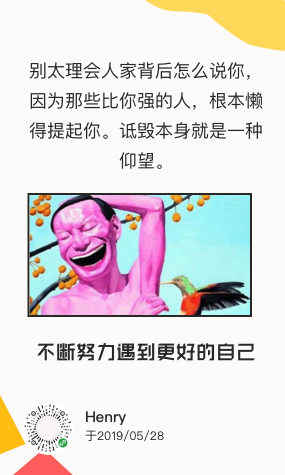 别太理会人家背后怎么说你，
因为那些比你强的人，根本懒
得提起你。诋毁本身就是一种
仰望。
不断努力遇到更好的自己
Henry
于2019/05/28